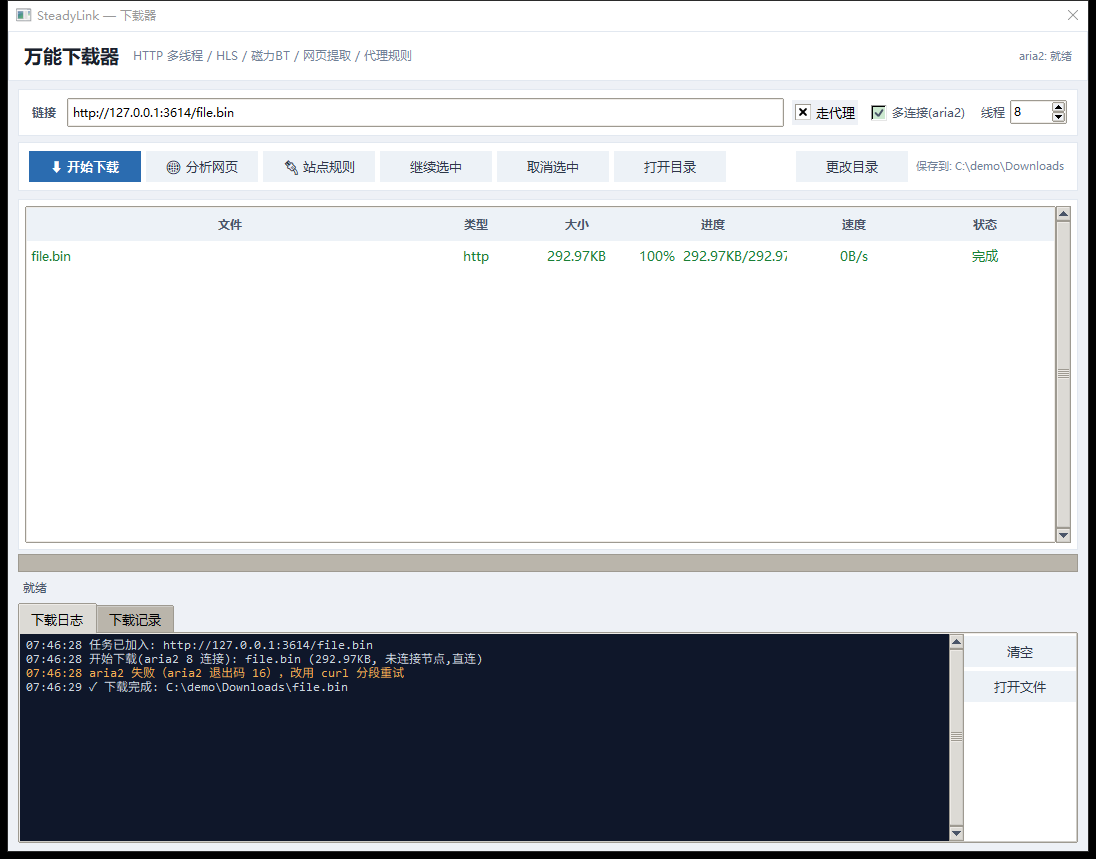 SteadyLink — 下载器
万能下载器 HTTP 多线程 / HLS / 磁力BT / 网页提取 / 代理规则 aria2: 就绪
链接 http://127.0.0.1:3614/file.bin 走代理 多连接(aria2) 线程 8
⬇ 开始下载 分析网页 站点规则 继续选中 取消选中 打开目录 更改目录 保存到: C:\demo\Downloads
文件 类型 大小 进度 速度 状态
file.bin http 292.97KB 100% 292.97KB/292.97 0B/s 完成
就绪
下载日志 下载记录
07:46:28 任务已加入: http://127.0.0.1:3614/file.bin
07:46:28 开始下载(aria2 8 连接): file.bin (292.97KB, 未连接节点,直连)
07:46:28 aria2 失败（aria2 退出码 16）, 改用 curl 分段重试
07:46:29 ✓ 下载完成: C:\demo\Downloads\file.bin
清空
打开文件